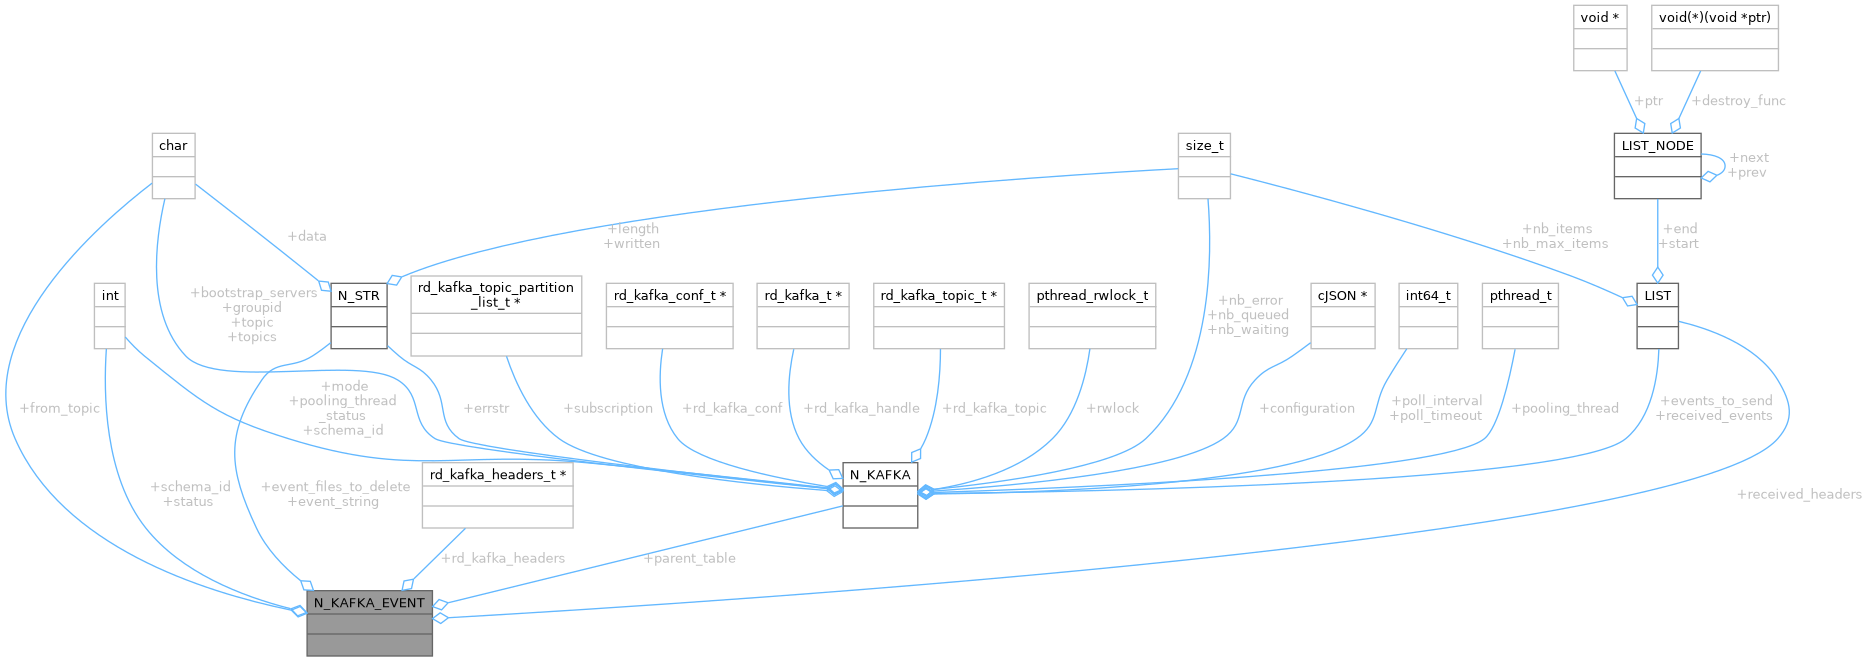 void *
void(*)(void *ptr)
+ptr
+destroy_func
char
size_t
LIST_NODE
+next
+prev
+data
+length
+written
+nb_items
+nb_max_items
+end
+start
int
+bootstrap_servers
+groupid
+topic
+topics
N_STR
rd_kafka_topic_partition
_list_t *
rd_kafka_conf_t *
rd_kafka_t *
rd_kafka_topic_t *
pthread_rwlock_t
+nb_error
+nb_queued
+nb_waiting
cJSON *
int64_t
pthread_t
LIST
+from_topic
+mode
+pooling_thread
_status
+schema_id
+errstr
+subscription
+rd_kafka_conf
+rd_kafka_handle
+rd_kafka_topic
+rwlock
+configuration
+poll_interval
+poll_timeout
+pooling_thread
+events_to_send
+received_events
+schema_id
+status
+event_files_to_delete
+event_string
rd_kafka_headers_t *
N_KAFKA
+received_headers
+rd_kafka_headers
+parent_table
N_KAFKA_EVENT